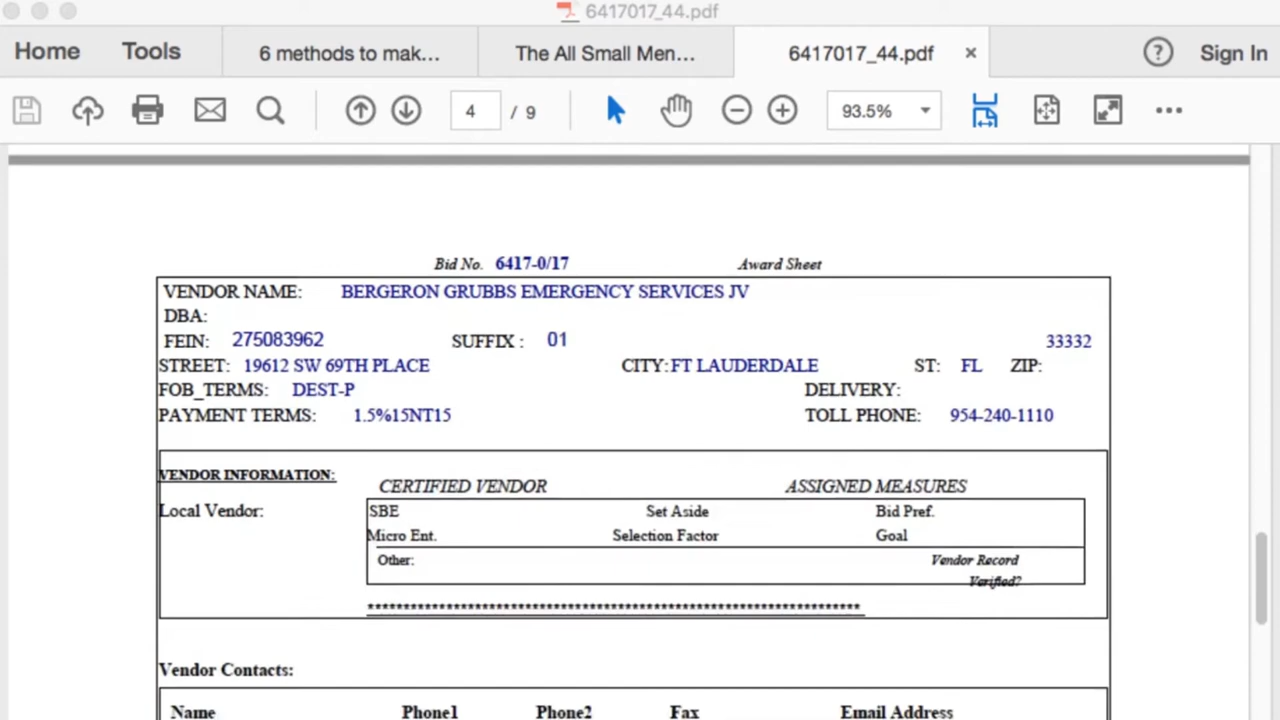 6417017_44.pdf
Home Tools 6 methods to mak... The All Small Men... 6417017_44.pdf × ? Sign In
4 / 9 93.5%
Bid No. 6417-0/17 Award Sheet
VENDOR NAME: BERGERON GRUBBS EMERGENCY SERVICES JV
DBA:
FEIN: 275083962 SUFFIX : 01 33332
STREET: 19612 SW 69TH PLACE CITY:FT LAUDERDALE ST: FL ZIP:
FOB_TERMS: DEST-P DELIVERY:
PAYMENT TERMS: 1.5%15NT15 TOLL PHONE: 954-240-1110
VENDOR INFORMATION:
CERTIFIED VENDOR ASSIGNED MEASURES
Local Vendor: SBE Set Aside Bid Pref.
Micro Ent. Selection Factor Goal
Other: Vendor Record
Verified?
**********************************************************************
Vendor Contacts:
Name Phone1 Phone2 Fax Email Address